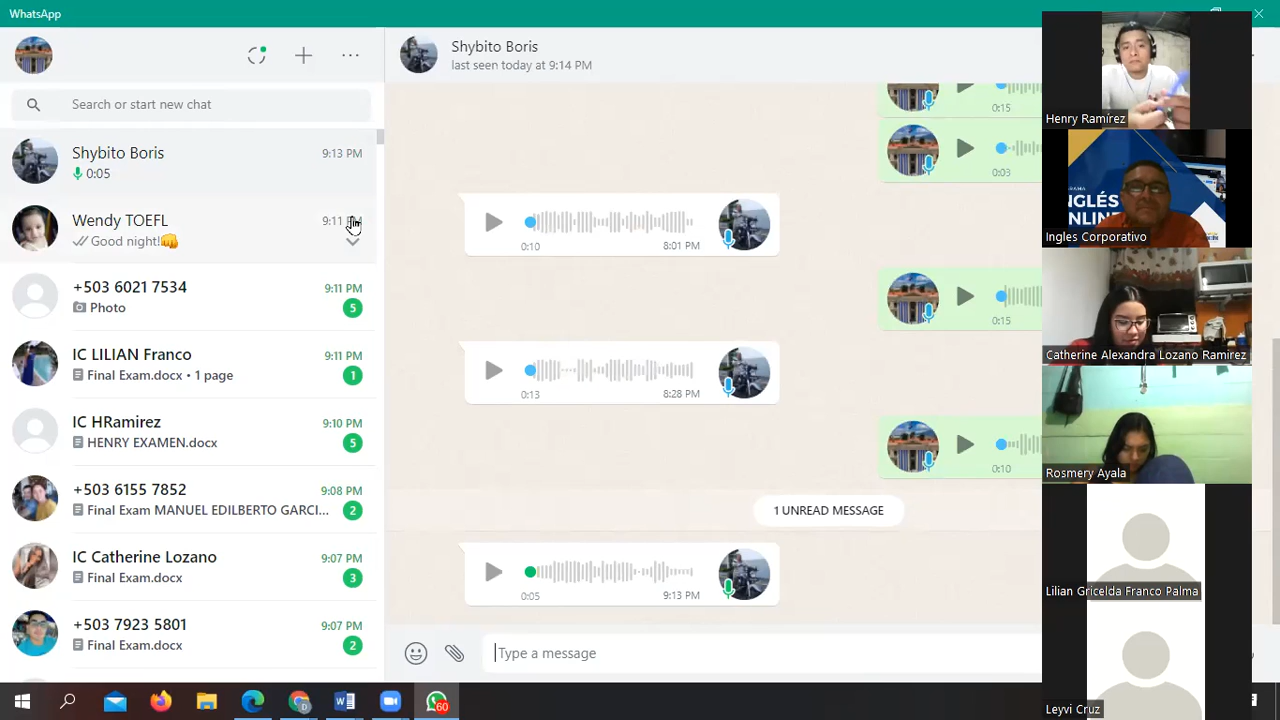 WhatsApp
Search or start new chat
Shybito Boris
9:13 PM
0:05
Wendy TOEFL
9:11
Good night!👊
+503 6021 7534
9:11 PM
Photo
5
IC LILIAN Franco
9:11 PM
Final Exam.docx • 1 page
1
IC HRamirez
9:10 PM
HENRY EXAMEN.docx
5
+503 6155 7852
9:08 PM
Final Exam MANUEL EDILBERTO GARCI...
2
IC Catherine Lozano
9:07 PM
Final Exam.docx
3
+503 7923 5801
9:07 PM
Final Exam.docx
2
Shybito Boris
last seen today at 9:14 PM
0:15
0:03
0:10
8:01 PM
0:15
0:13
8:28 PM
0:10
1 UNREAD MESSAGE
0:05
9:13 PM
Type a message
Henry Ramírez
INGLÉS
ONLINE
Ingles Corporativo
Catherine Alexandra Lozano Ramirez
Rosmery Ayala
Lilian Gricelda Franco Palma
Leyvi Cruz
60